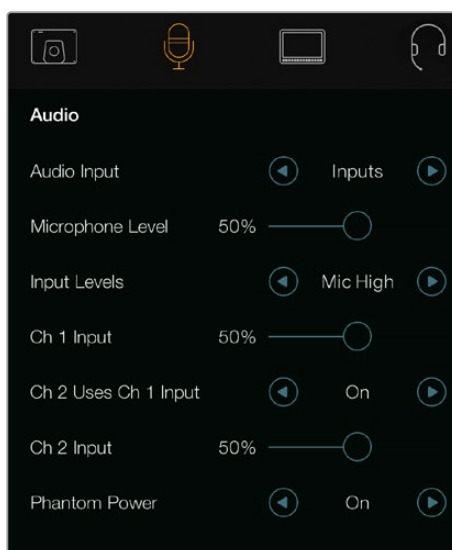 Audio
Audio Input Inputs
Microphone Level 50%
Input Levels Mic High
Ch 1 Input 50%
Ch 2 Uses Ch 1 Input On
Ch 2 Input 50%
Phantom Power On